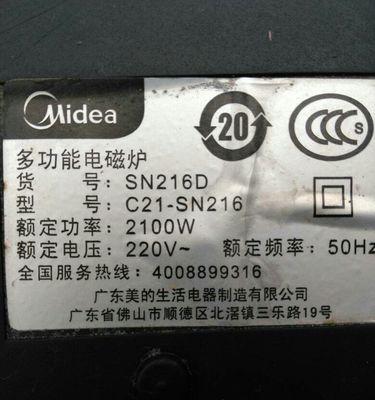 Midea
20
CCC S
多功能电磁炉
货 号: SN216D
型 号: C21-SN216
额定功率: 2100W
额定电压: 220V~ 额定频率: 50Hz
全国服务热线: 4008899316
广东美的生活电器制造有限公司
广东省佛山市顺德区北滘镇三乐路19号